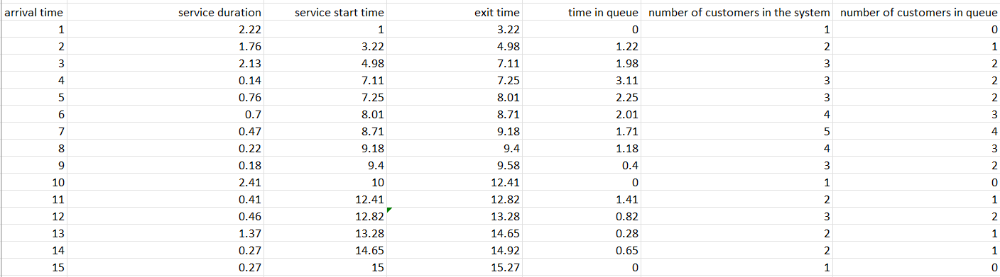 arrival time service duration service start time exit time time in queue number of customers in the system number of customers in queue
1 2.22 1 3.22 0 1 0
2 1.76 3.22 4.98 1.22 2 1
3 2.13 4.98 7.11 1.98 3 2
4 0.14 7.11 7.25 3.11 3 2
5 0.76 7.25 8.01 2.25 3 2
6 0.7 8.01 8.71 2.01 4 3
7 0.47 8.71 9.18 1.71 5 4
8 0.22 9.18 9.4 1.18 4 3
9 0.18 9.4 9.58 0.4 3 2
10 2.41 10 12.41 0 1 0
11 0.41 12.41 12.82 1.41 2 1
12 0.46 12.82 13.28 0.82 3 2
13 1.37 13.28 14.65 0.28 2 1
14 0.27 14.65 14.92 0.65 2 1
15 0.27 15 15.27 0 1 0